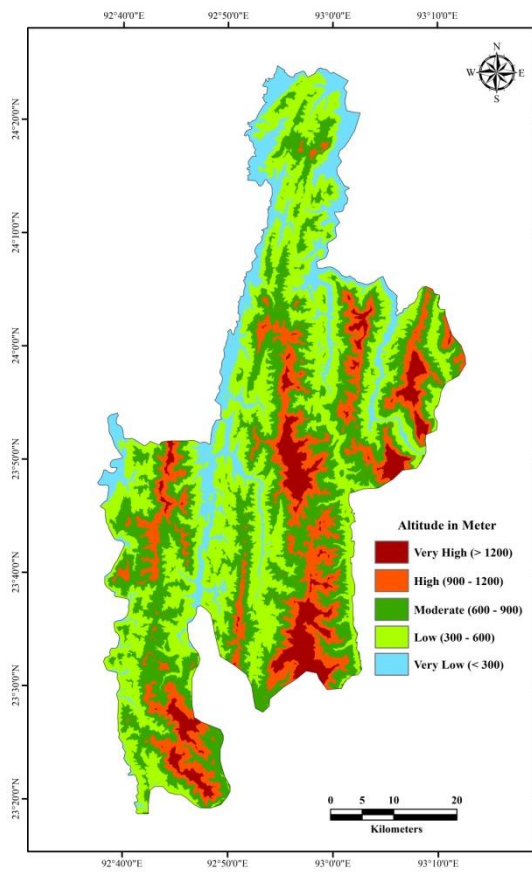 92°40'0"E 92°50'0"E 93°0'0"E 93°10'0"E
N
W E
S
24°20'0"N
24°10'0"N
24°0'0"N
23°50'0"N
23°40'0"N
23°30'0"N
23°20'0"N
Altitude in Meter
Very High (> 1200)
High (900 - 1200)
Moderate (600 - 900)
Low (300 - 600)
Very Low (< 300)
0 5 10 20
Kilometers
92°40'0"E 92°50'0"E 93°0'0"E 93°10'0"E